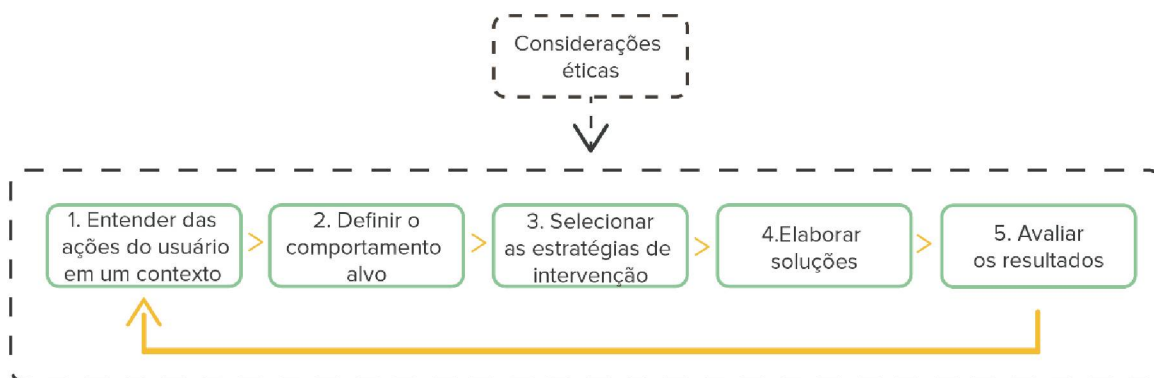 Considerações
éticas
1. Entender das
ações do usuário
em um contexto
2. Definir o
comportamento
alvo
3. Selecionar
as estratégias de
intervenção
4.Elaborar
soluções
5. Avaliar
os resultados